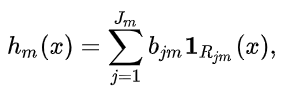 h_m(x) = \sum_{j=1}^{J_m} b_{jm} \mathbf{1}_{R_{jm}}(x),